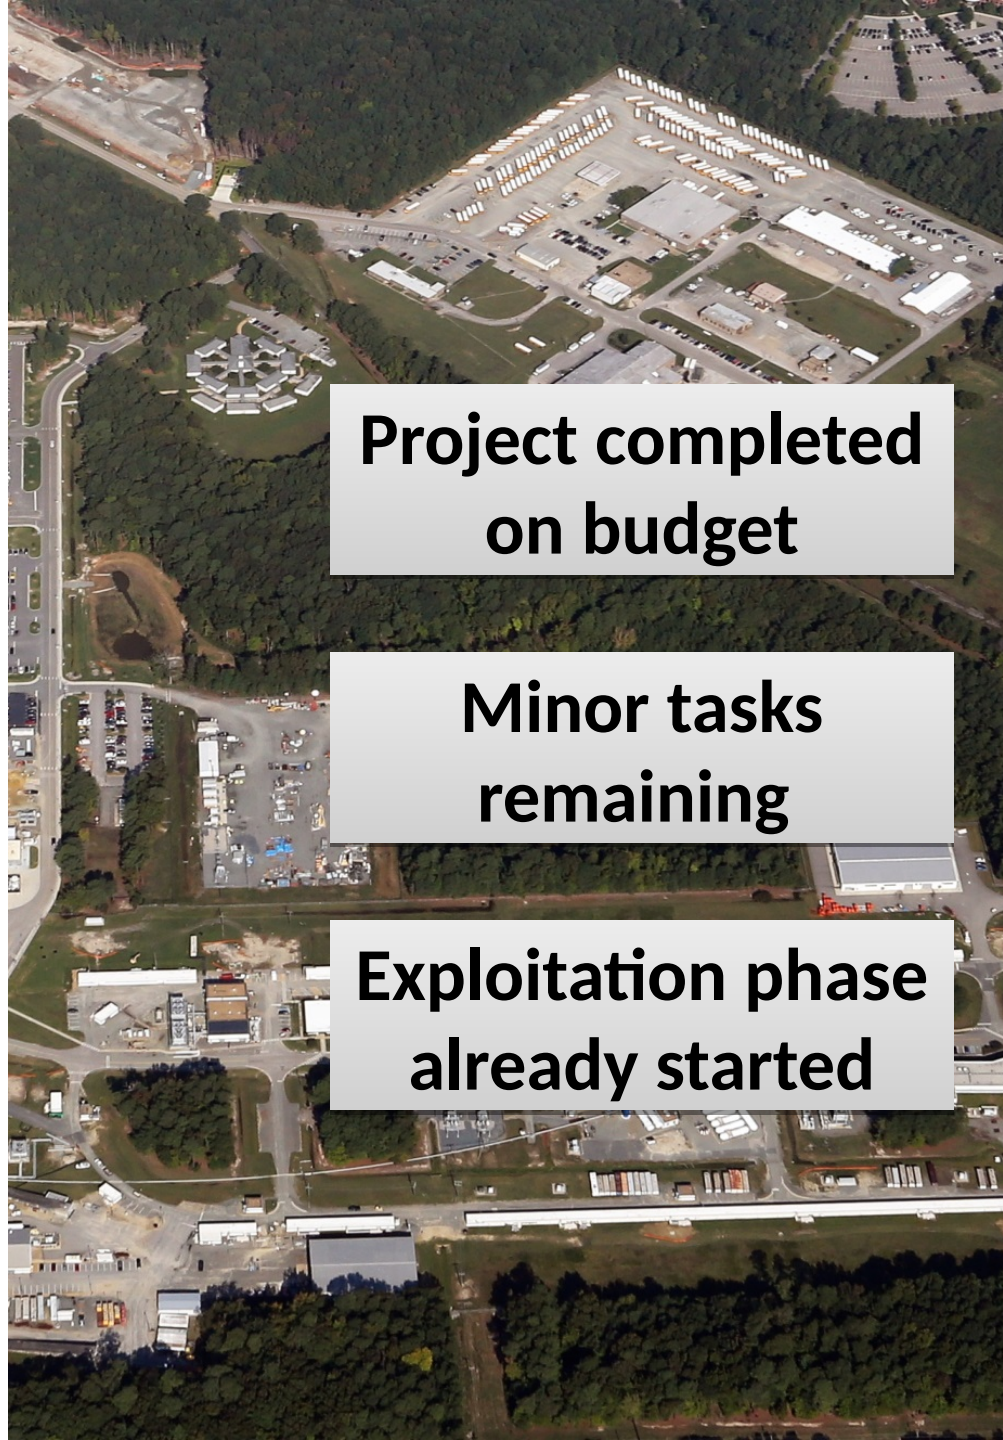 Project completed
on budget
Minor tasks
remaining
Exploitation phase
already started